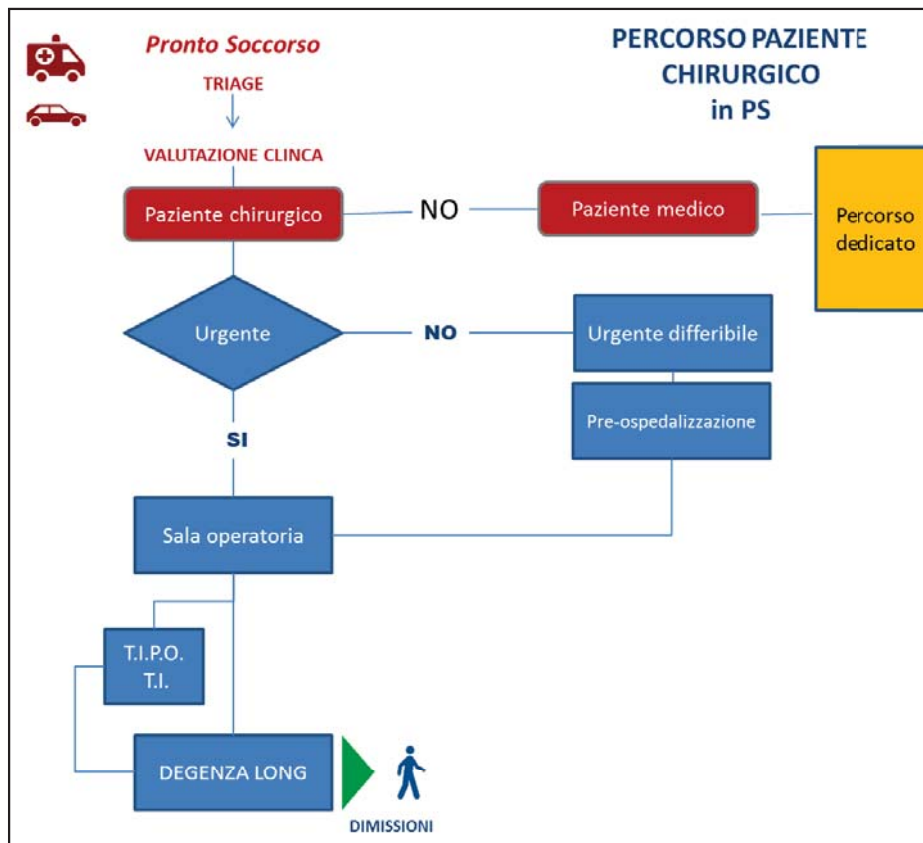 Pronto Soccorso
PERCORSO PAZIENTE
CHIRURGICO
in PS
TRIAGE
VALUTAZIONE CLINCA
Paziente chirurgico
NO
Paziente medico
Percorso
dedicato
Urgente
NO
Urgente differibile
Pre-ospedalizzazione
SI
Sala operatoria
T.I.P.O.
T.I.
DEGENZA LONG
DIMISSIONI